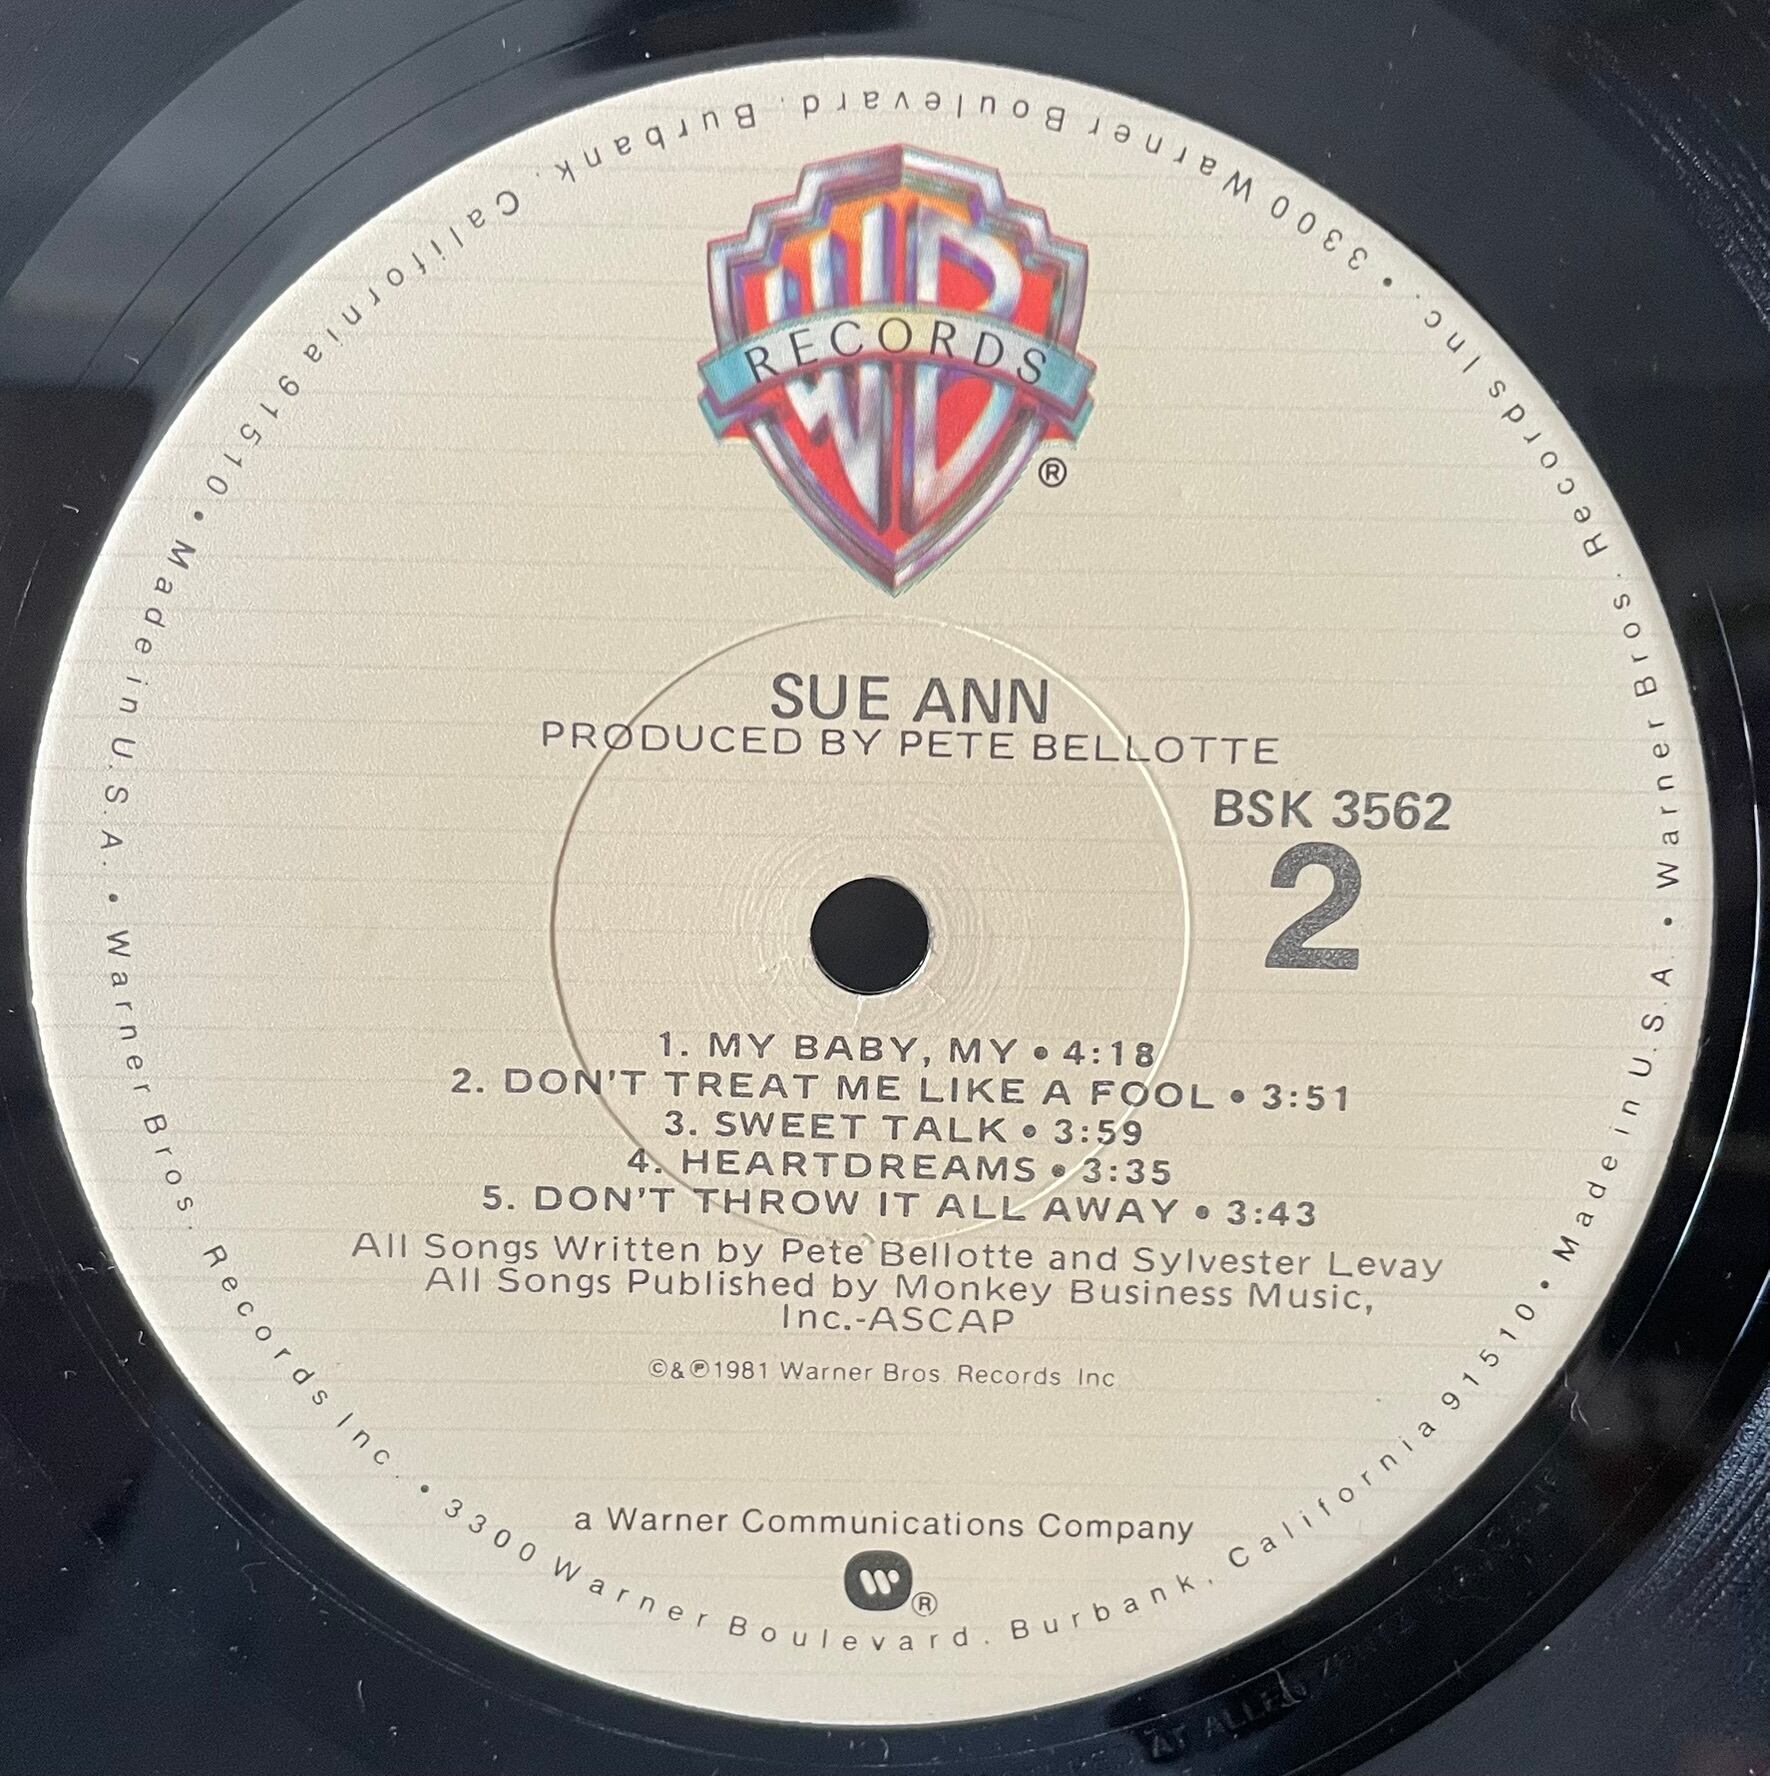 RECORDS
®
SUE ANN
PRODUCED BY PETE BELLOTTE
BSK 3562
2
1. MY BABY, MY • 4:18
2. DON'T TREAT ME LIKE A FOOL • 3:51
3. SWEET TALK • 3:59
4. HEARTDREAMS • 3:35
5. DON'T THROW IT ALL AWAY • 3:43
All Songs Written by Pete Bellotte and Sylvester Levay
All Songs Published by Monkey Business Music,
Inc.-ASCAP
©&℗1981 Warner Bros. Records Inc
a Warner Communications Company
®
Warner Bros. Records Inc. • 3300 Warner Boulevard. Burbank, California 91510 • Made in U.S.A. • Warner Bros. Records Inc. • 3300 Warner Boulevard. Burbank, California 91510 • Made in U.S.A. •